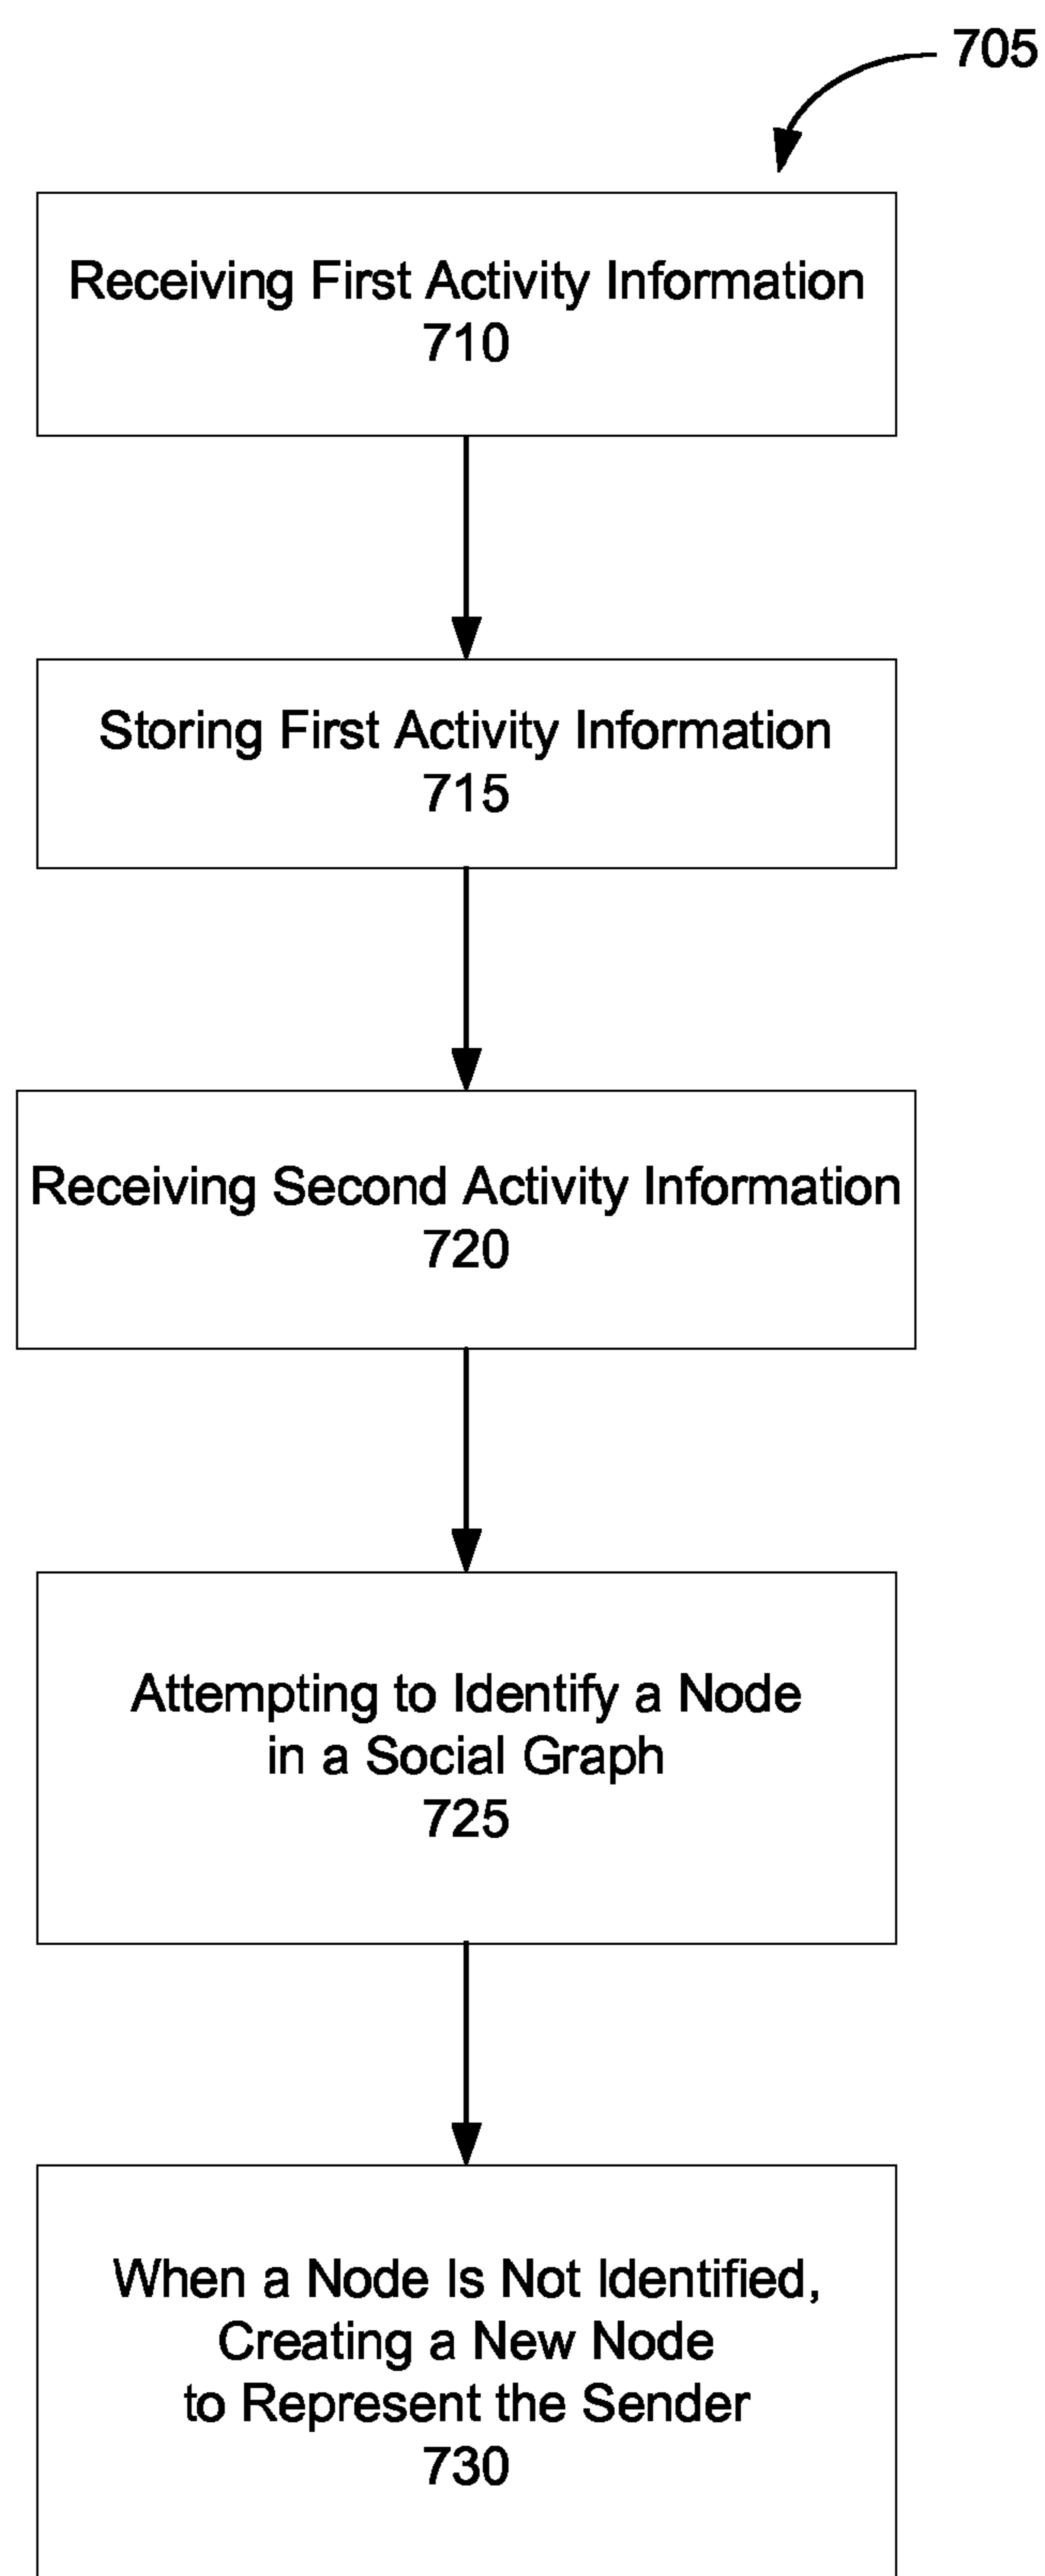 705
Receiving First Activity Information
710
Storing First Activity Information
715
Receiving Second Activity Information
720
Attempting to Identify a Node
in a Social Graph
725
When a Node Is Not Identified,
Creating a New Node
to Represent the Sender
730